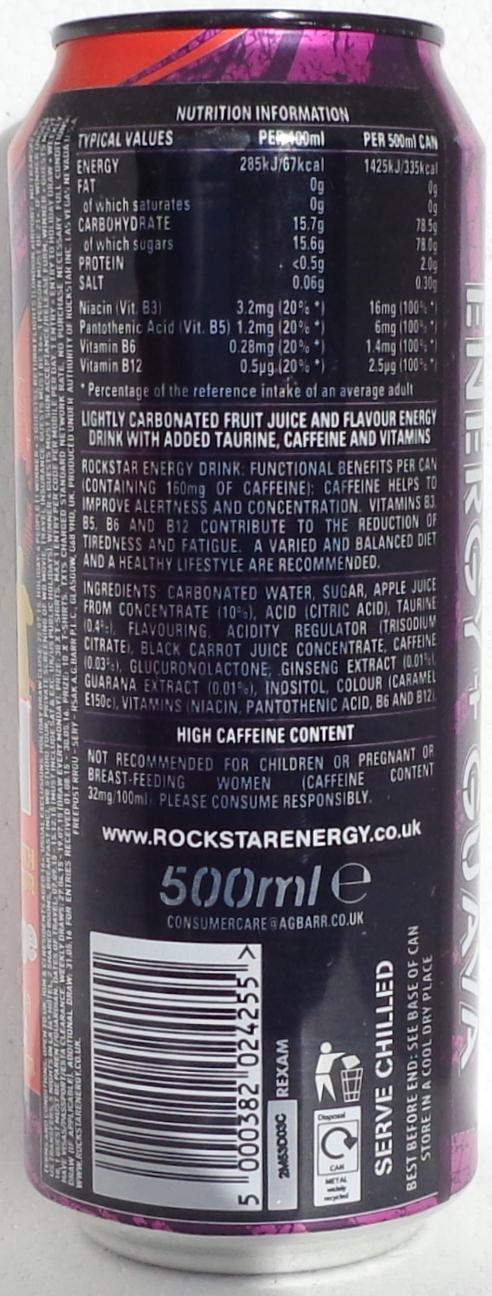 NUTRITION INFORMATION
TYPICAL VALUES PER 100ml PER 500ml CAN
ENERGY 285kJ/67kcal 1425kJ/335kcal
FAT 0g 0g
of which saturates 0g 0g
CARBOHYDRATE 15.7g 78.5g
of which sugars 15.6g 78.0g
PROTEIN <0.5g 2.0g
SALT 0.06g 0.30g
Niacin (Vit. B3) 3.2mg (20% *) 16mg (100% *)
Pantothenic Acid (Vit. B5) 1.2mg (20% *) 6mg (100% *)
Vitamin B6 0.28mg (20% *) 1.4mg (100% *)
Vitamin B12 0.5µg (20% *) 2.5µg (100% *)
* Percentage of the reference intake of an average adult
LIGHTLY CARBONATED FRUIT JUICE AND FLAVOUR ENERGY
DRINK WITH ADDED TAURINE, CAFFEINE AND VITAMINS
ROCKSTAR ENERGY DRINK: FUNCTIONAL BENEFITS PER CAN
(CONTAINING 160mg OF CAFFEINE): CAFFEINE HELPS TO
IMPROVE ALERTNESS AND CONCENTRATION. VITAMINS B3,
B5, B6 AND B12 CONTRIBUTE TO THE REDUCTION OF
TIREDNESS AND FATIGUE. A VARIED AND BALANCED DIET
AND A HEALTHY LIFESTYLE ARE RECOMMENDED.
INGREDIENTS: CARBONATED WATER, SUGAR, APPLE JUICE
FROM CONCENTRATE (10%), ACID (CITRIC ACID), TAURINE
(0.4%), FLAVOURING, ACIDITY REGULATOR (TRISODIUM
CITRATE), BLACK CARROT JUICE CONCENTRATE, CAFFEINE
(0.03%), GLUCURONOLACTONE, GINSENG EXTRACT (0.01%),
GUARANA EXTRACT (0.01%), INOSITOL, COLOUR (CARAMEL
E150c), VITAMINS (NIACIN, PANTOTHENIC ACID, B6 AND B12).
HIGH CAFFEINE CONTENT
NOT RECOMMENDED FOR CHILDREN OR PREGNANT OR
BREAST-FEEDING WOMEN (CAFFEINE CONTENT
32mg/100ml). PLEASE CONSUME RESPONSIBLY.
www.ROCKSTARENERGY.co.uk
500ml e
CONSUMERCARE@AGBARR.CO.UK
5 000382 024255 >
2M53D03C
REXAM
Disposal
CAN
METAL
widely
recycled
SERVE CHILLED
BEST BEFORE END: SEE BASE OF CAN
STORE IN A COOL DRY PLACE
ENERGY + GUAVA
WWW.ROCKSTARENERGY.CO.UK